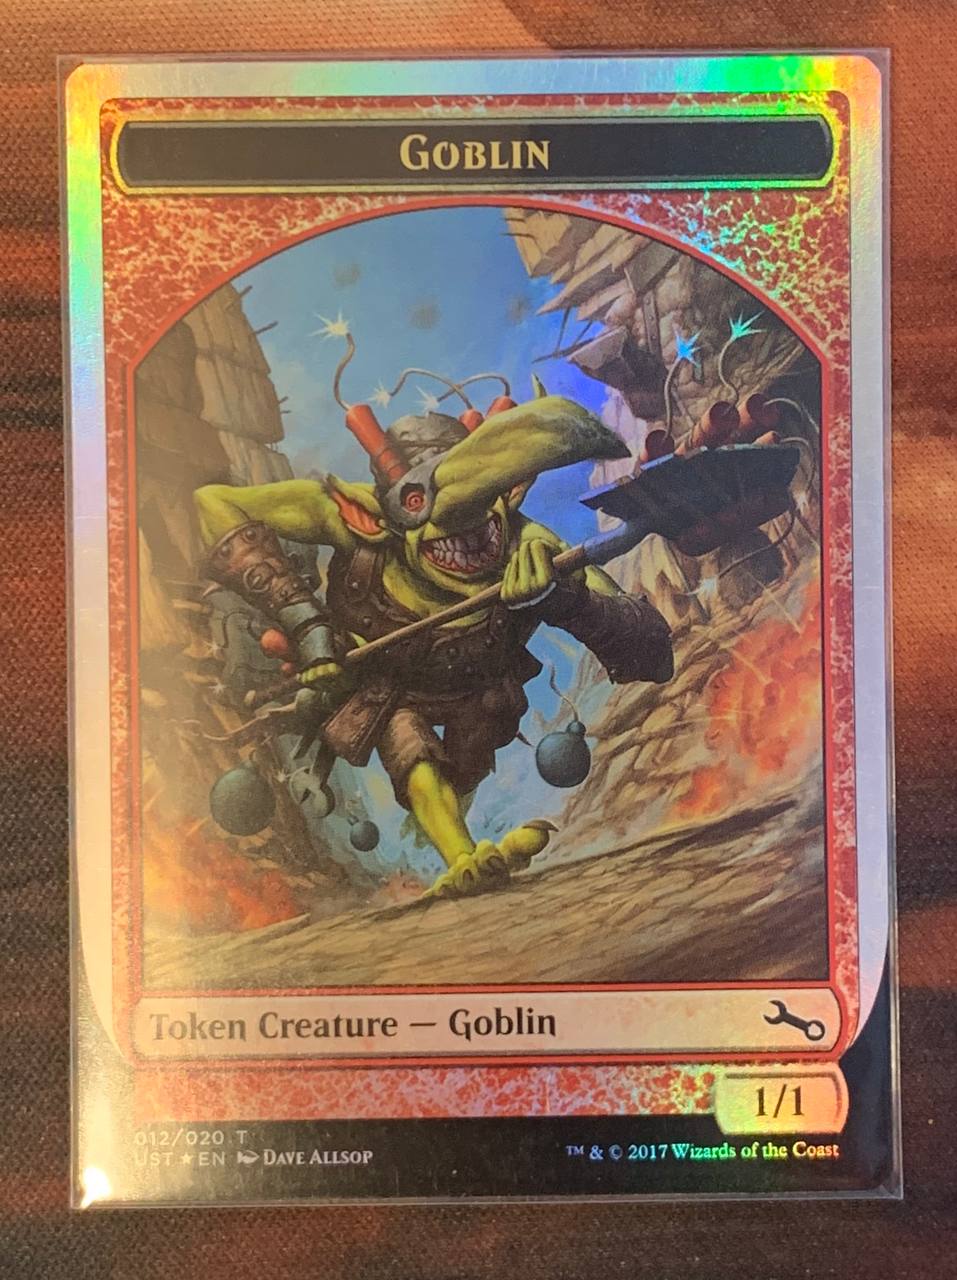 GOBLIN
Token Creature — Goblin
1/1
012/020 T
UST ★ EN DAVE ALLSOP
™ & © 2017 Wizards of the Coast